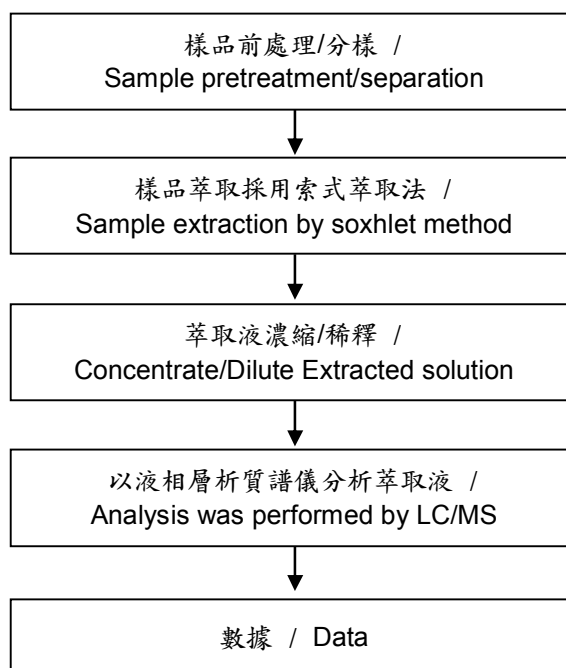 樣品前處理/分樣 /
Sample pretreatment/separation
樣品萃取採用索式萃取法 /
Sample extraction by soxhlet method
萃取液濃縮/稀釋 /
Concentrate/Dilute Extracted solution
以液相層析質譜儀分析萃取液 /
Analysis was performed by LC/MS
數據 / Data